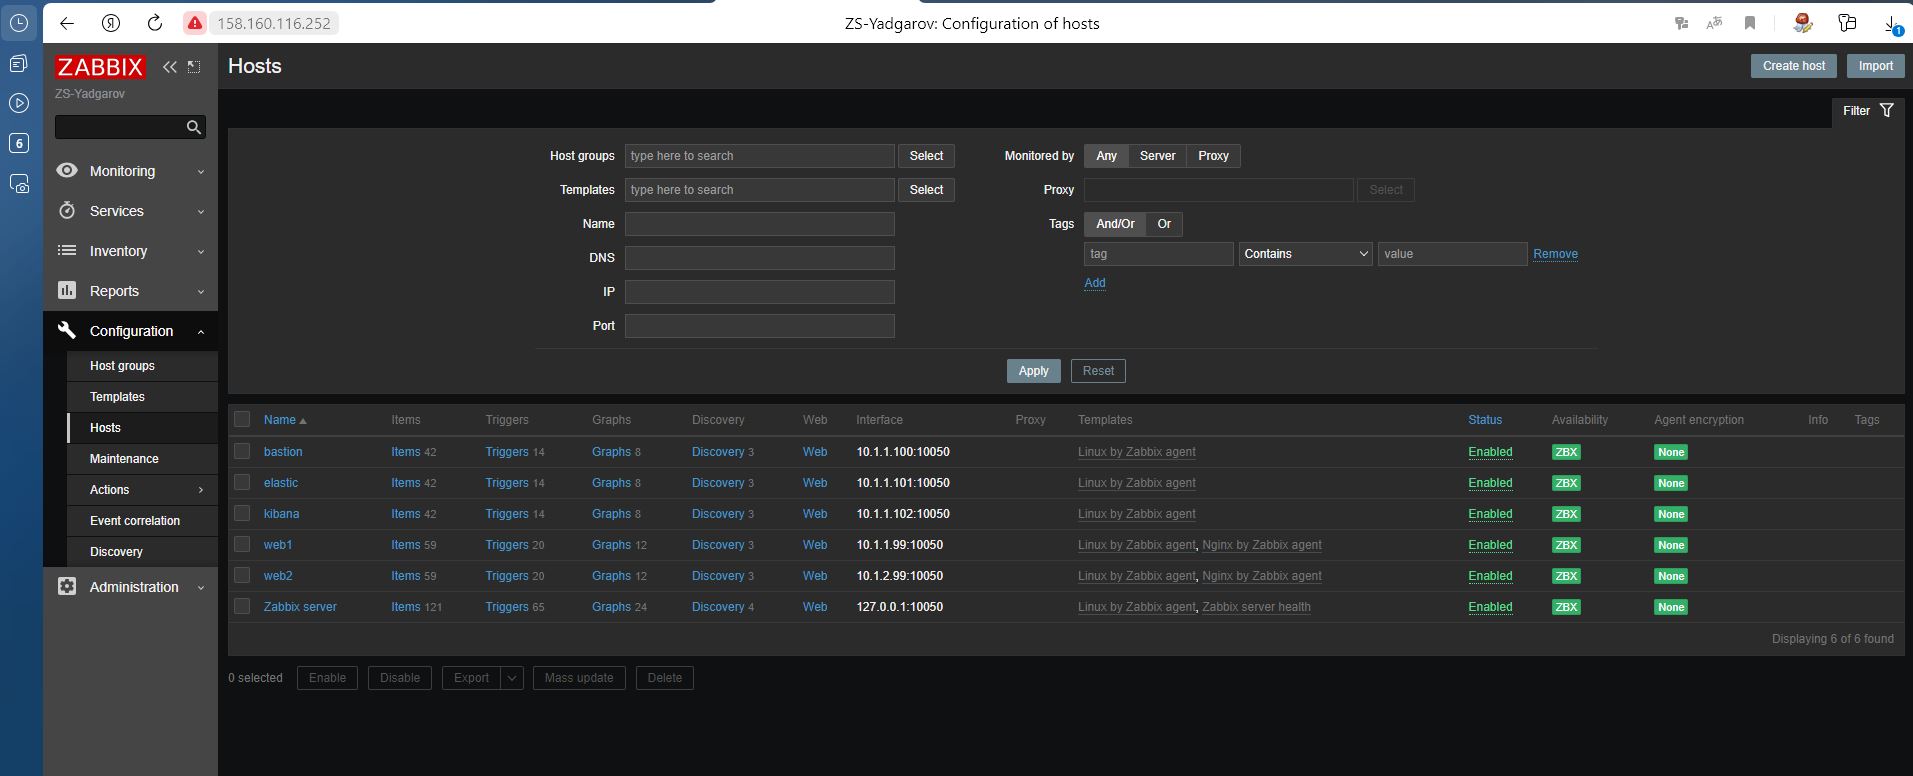 158.160.116.252 ZS-Yadgarov: Configuration of hosts 1
ZABBIX
ZS-Yadgarov
6
Monitoring
Services
Inventory
Reports
Configuration
Host groups
Templates
Hosts
Maintenance
Actions
Event correlation
Discovery
Administration
Hosts Create host Import
Filter
Host groups type here to search Select
Templates type here to search Select
Name
DNS
IP
Port
Monitored by Any Server Proxy
Proxy Select
Tags And/Or Or
tag Contains value Remove
Add
Apply Reset
Name Items Triggers Graphs Discovery Web Interface Proxy Templates Status Availability Agent encryption Info Tags
bastion Items 42 Triggers 14 Graphs 8 Discovery 3 Web 10.1.1.100:10050 Linux by Zabbix agent Enabled ZBX None
elastic Items 42 Triggers 14 Graphs 8 Discovery 3 Web 10.1.1.101:10050 Linux by Zabbix agent Enabled ZBX None
kibana Items 42 Triggers 14 Graphs 8 Discovery 3 Web 10.1.1.102:10050 Linux by Zabbix agent Enabled ZBX None
web1 Items 59 Triggers 20 Graphs 12 Discovery 3 Web 10.1.1.99:10050 Linux by Zabbix agent, Nginx by Zabbix agent Enabled ZBX None
web2 Items 59 Triggers 20 Graphs 12 Discovery 3 Web 10.1.2.99:10050 Linux by Zabbix agent, Nginx by Zabbix agent Enabled ZBX None
Zabbix server Items 121 Triggers 65 Graphs 24 Discovery 4 Web 127.0.0.1:10050 Linux by Zabbix agent, Zabbix server health Enabled ZBX None
Displaying 6 of 6 found
0 selected Enable Disable Export Mass update Delete